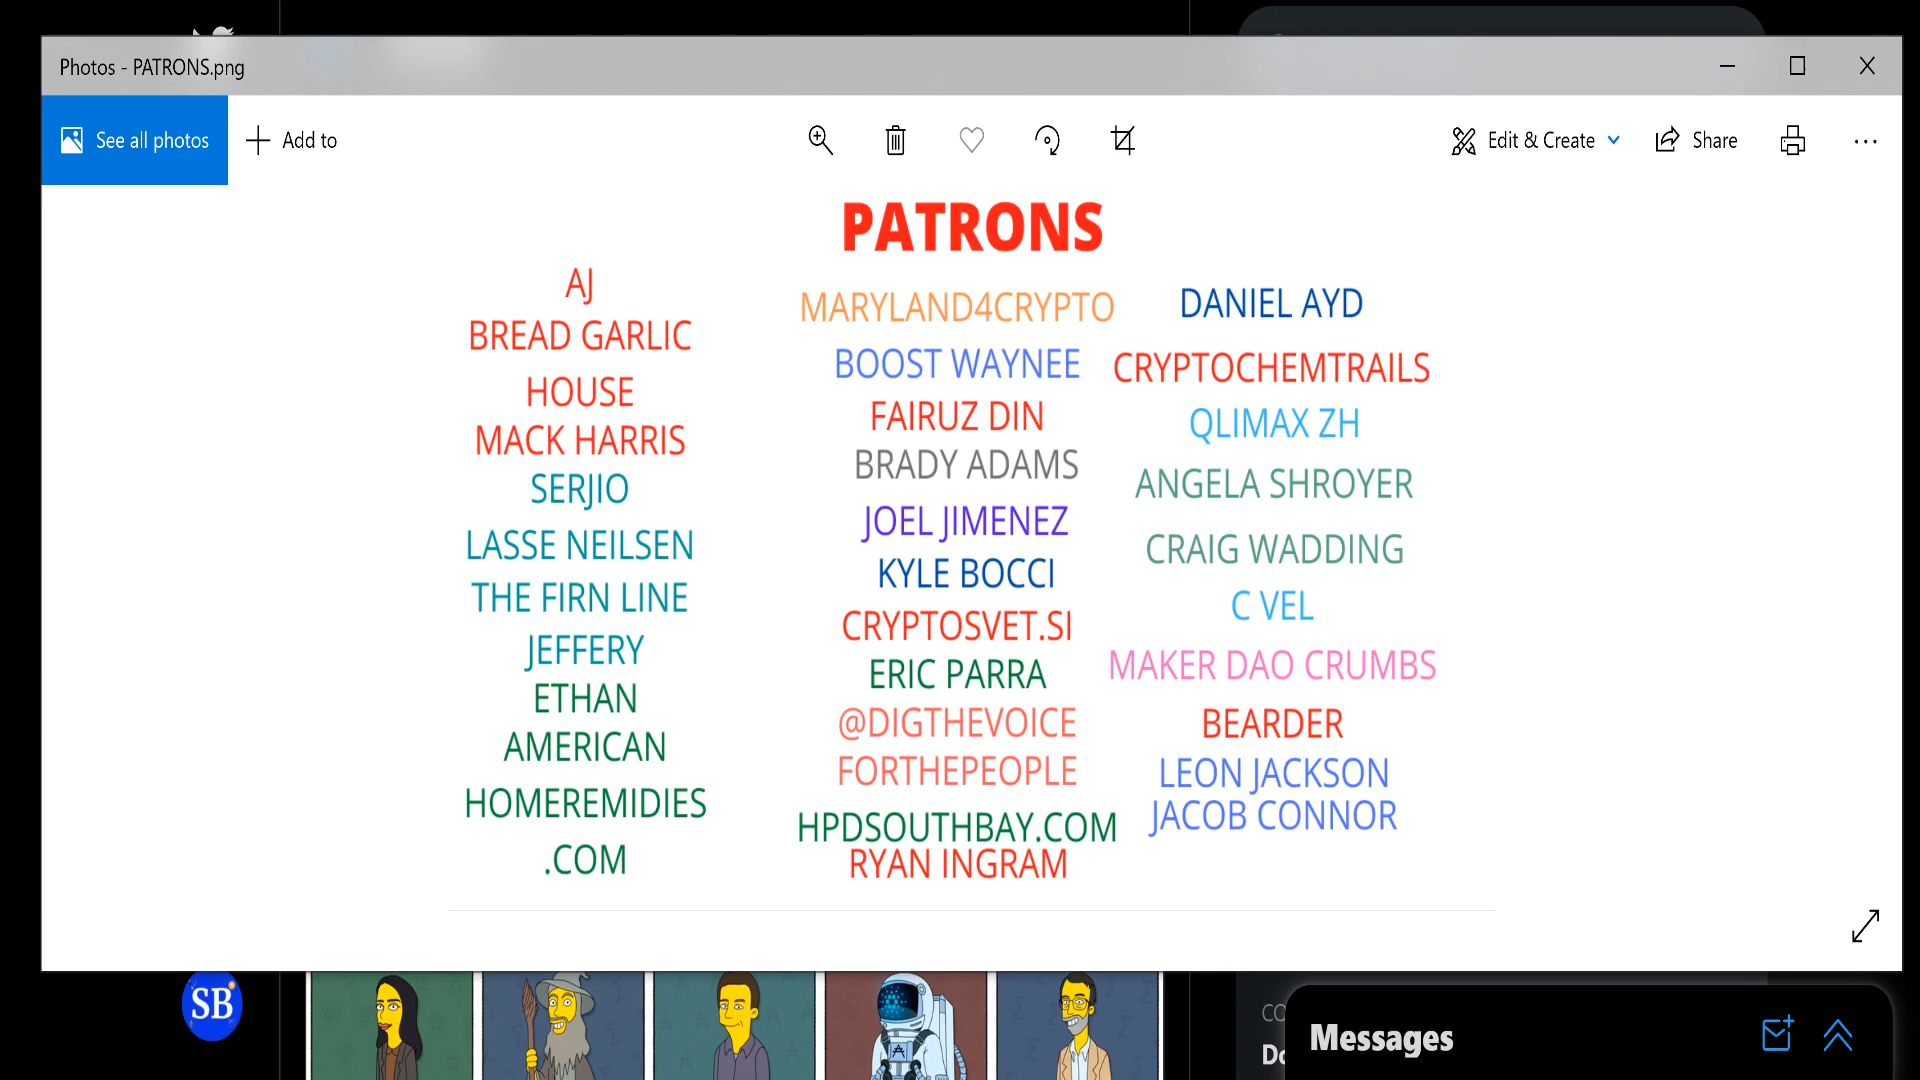 Photos - PATRONS.png
See all photos
Add to
Edit & Create
Share
PATRONS
AJ
BREAD GARLIC
HOUSE
MACK HARRIS
SERJIO
LASSE NEILSEN
THE FIRN LINE
JEFFERY
ETHAN
AMERICAN
HOMEREMIDIES
.COM
MARYLAND4CRYPTO
BOOST WAYNEE
FAIRUZ DIN
BRADY ADAMS
JOEL JIMENEZ
KYLE BOCCI
CRYPTOSVET.SI
ERIC PARRA
@DIGTHEVOICE
FORTHEPEOPLE
HPDSOUTHBAY.COM
RYAN INGRAM
DANIEL AYD
CRYPTOCHEMTRAILS
QLIMAX ZH
ANGELA SHROYER
CRAIG WADDING
C VEL
MAKER DAO CRUMBS
BEARDER
LEON JACKSON
JACOB CONNOR
SB
Messages